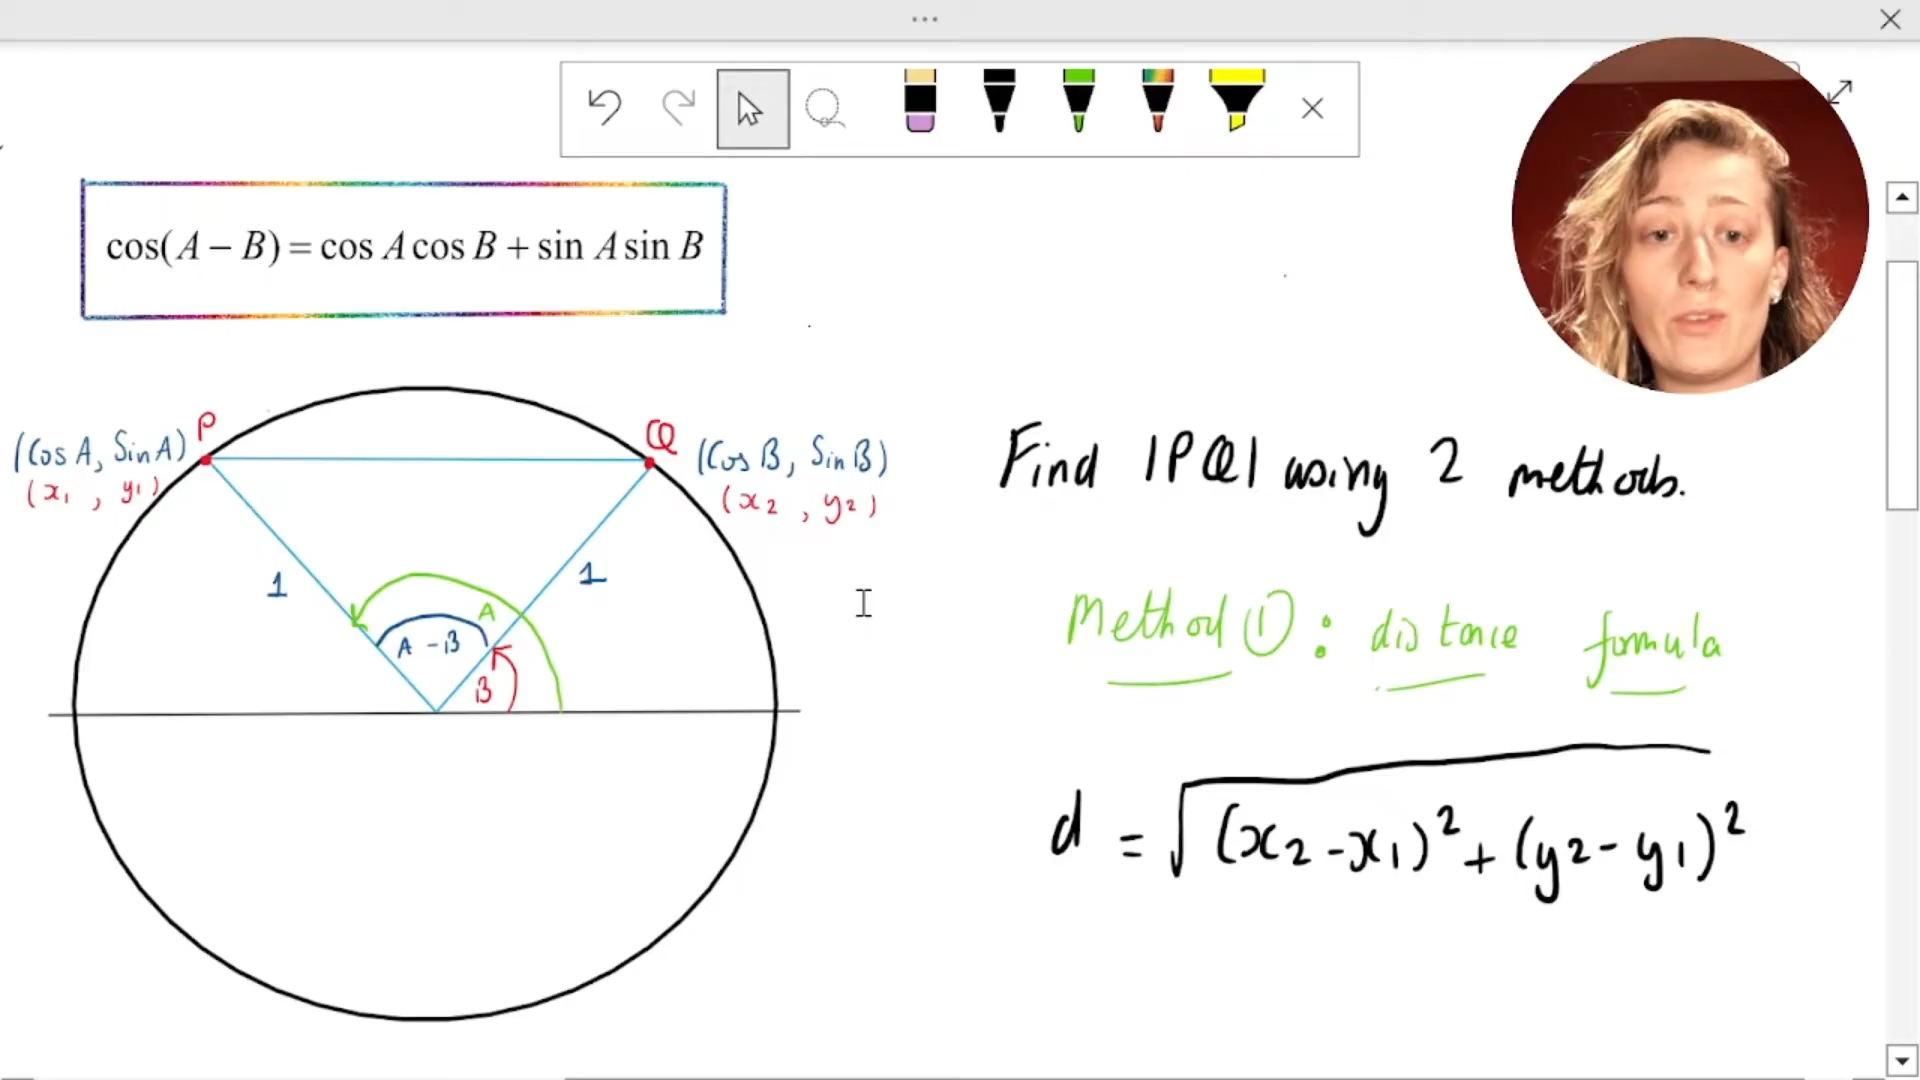 cos(A − B) = cos A cos B + sin A sin B
P
Q
(Cos A, Sin A)
(x₁ , y₁)
(Cos B, Sin B)
(x₂ , y₂)
1
1
A
A - B
B
Find |PQ| using 2 methods.
Method ①: distance formula
d = √(x₂-x₁)² + (y₂- y₁)²